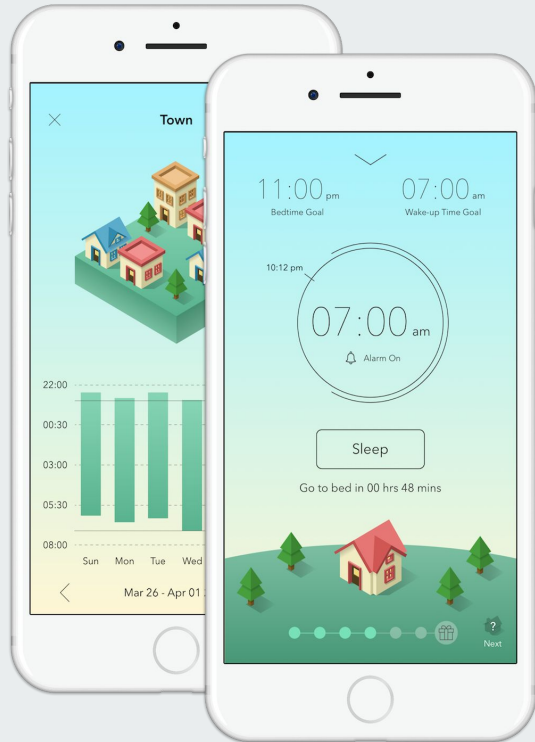 Town
22:00
00:30
03:00
05:30
08:00
Sun Mon Tue Wed
Mar 26 - Apr 01
11:00 pm
Bedtime Goal
07:00 am
Wake-up Time Goal
10:12 pm
07:00 am
Alarm On
Sleep
Go to bed in 00 hrs 48 mins
?
Next